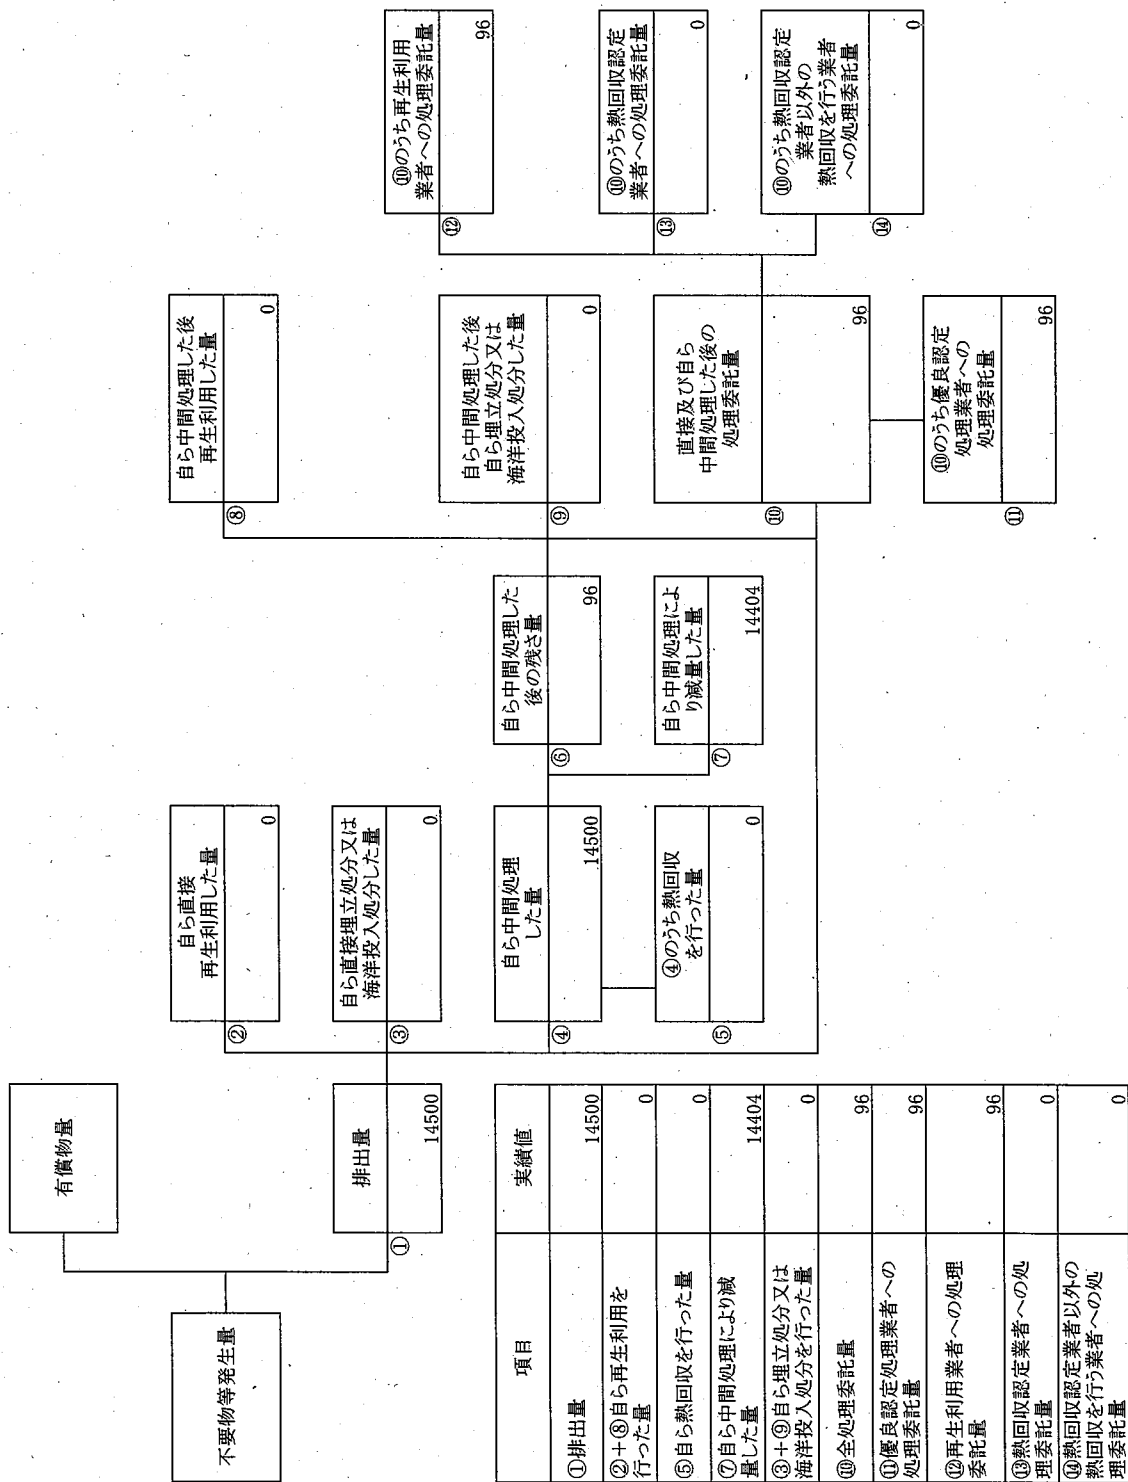 不要物等発生量
有償物量
①
排出量
14500
②
自ら直接
再生利用した量
0
③
自ら直接埋立処分又は
海洋投入処分した量
0
④
自ら中間処理
した量
14500
⑤
④のうち熱回収
を行った量
0
⑥
自ら中間処理した
後の残さ量
96
⑦
自ら中間処理によ
り減量した量
14404
⑧
自ら中間処理した後
再生利用した量
0
⑨
自ら中間処理した後
自ら埋立処分又は
海洋投入処分した量
0
⑩
直接及び自ら
中間処理した後の
処理委託量
96
⑪
⑩のうち優良認定
処理業者への
処理委託量
96
⑫
⑩のうち再生利用
業者への処理委託量
96
⑬
⑩のうち熱回収認定
業者への処理委託量
0
⑭
⑩のうち熱回収認定
業者以外の
熱回収を行う業者
への処理委託量
0
項目
実績値
①排出量
14500
②+⑧自ら再生利用を
行った量
0
⑤自ら熱回収を行った量
0
⑦自ら中間処理により減
量した量
14404
③+⑨自ら埋立処分又は
海洋投入処分を行った量
0
⑩全処理委託量
96
⑪優良認定処理業者への
処理委託量
96
⑫再生利用業者への処理
委託量
96
⑬熱回収認定業者への処
理委託量
0
⑭熱回収認定業者以外の
熱回収を行う業者への処
理委託量
0